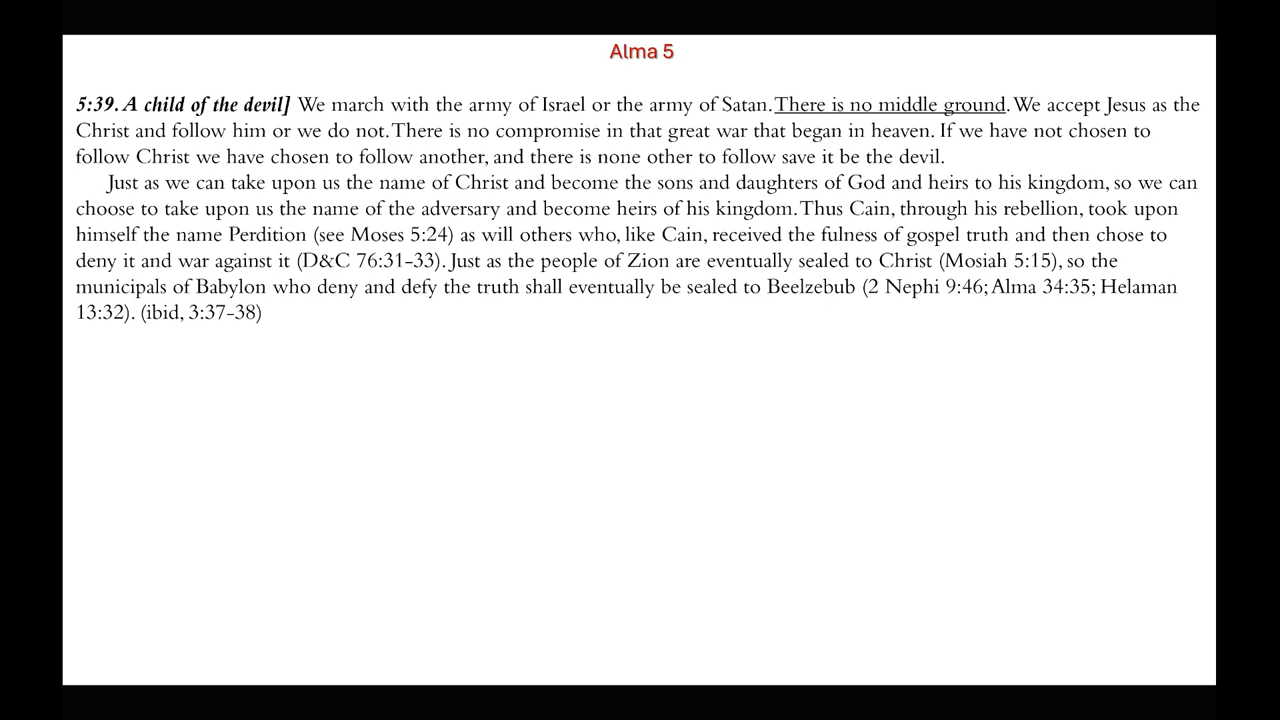 Alma 5
5:39. A child of the devil] We march with the army of Israel or the army of Satan. There is no middle ground. We accept Jesus as the
Christ and follow him or we do not. There is no compromise in that great war that began in heaven. If we have not chosen to
follow Christ we have chosen to follow another, and there is none other to follow save it be the devil.
Just as we can take upon us the name of Christ and become the sons and daughters of God and heirs to his kingdom, so we can
choose to take upon us the name of the adversary and become heirs of his kingdom. Thus Cain, through his rebellion, took upon
himself the name Perdition (see Moses 5:24) as will others who, like Cain, received the fulness of gospel truth and then chose to
deny it and war against it (D&C 76:31-33). Just as the people of Zion are eventually sealed to Christ (Mosiah 5:15), so the
municipals of Babylon who deny and defy the truth shall eventually be sealed to Beelzebub (2 Nephi 9:46; Alma 34:35; Helaman
13:32). (ibid, 3:37-38)